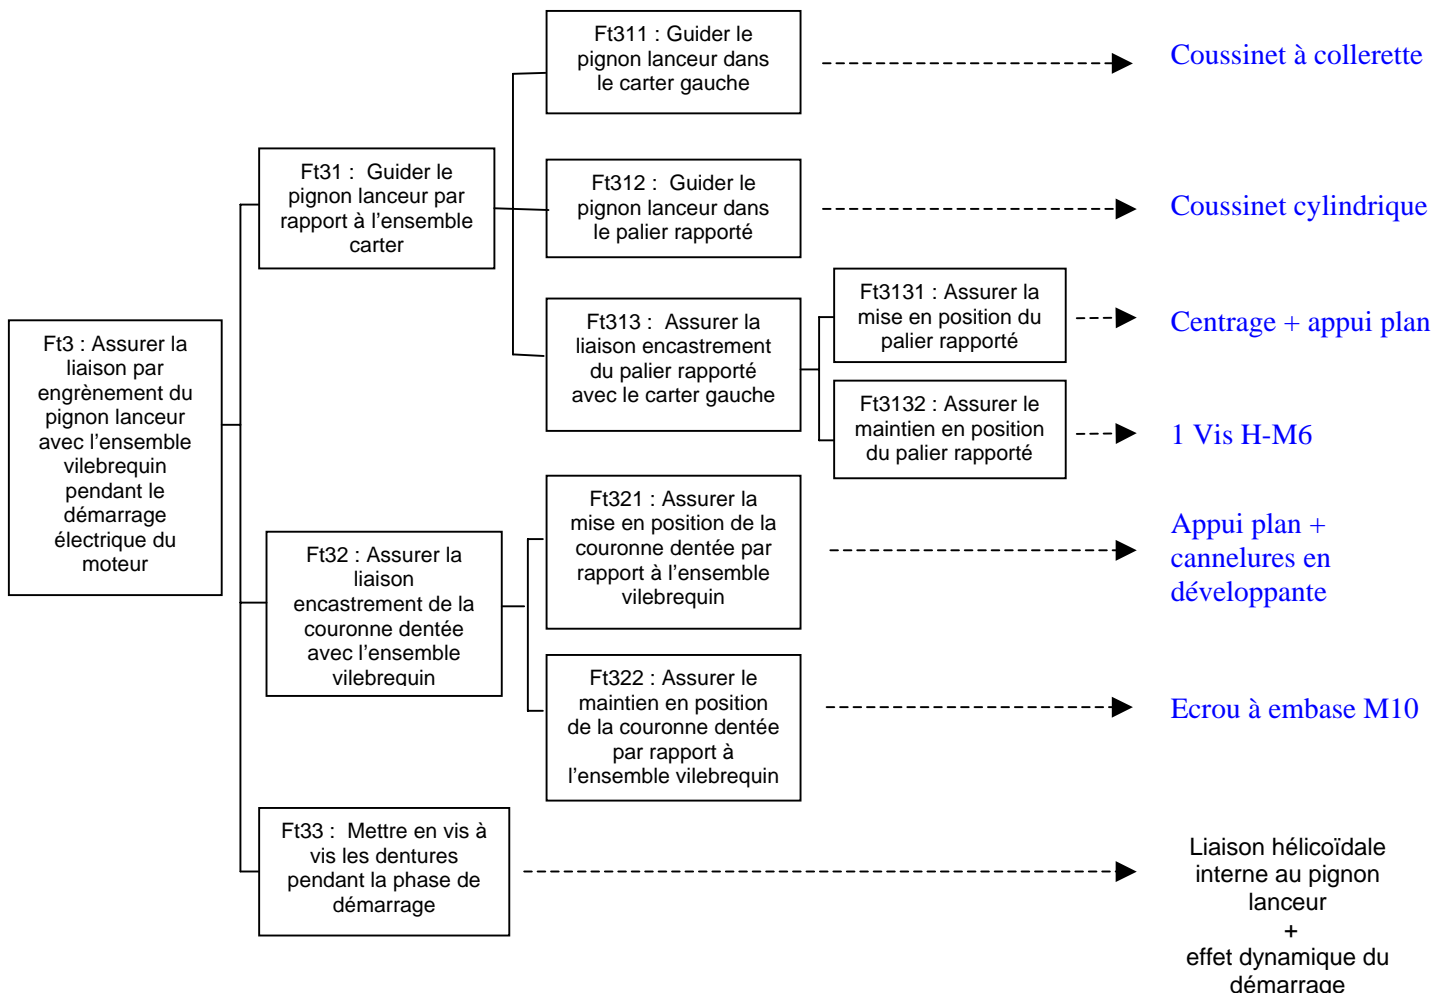 Ft3 : Assurer la
liaison par
engrènement du
pignon lanceur
avec l'ensemble
vilebrequin
pendant le
démarrage
électrique du
moteur
Ft31 :  Guider le
pignon lanceur par
rapport à l'ensemble
carter
Ft311 : Guider le
pignon lanceur dans
le carter gauche
Coussinet à collerette
Ft312 :  Guider le
pignon lanceur dans
le palier rapporté
Coussinet cylindrique
Ft313 :  Assurer la
liaison encastrement
du palier rapporté
avec le carter gauche
Ft3131 : Assurer la
mise en position du
palier rapporté
Centrage + appui plan
Ft3132 : Assurer le
maintien en position
du palier rapporté
1 Vis H-M6
Ft32 : Assurer la
liaison
encastrement de la
couronne dentée
avec l'ensemble
vilebrequin
Ft321 : Assurer la
mise en position de la
couronne dentée par
rapport à l'ensemble
vilebrequin
Appui plan +
cannelures en
développante
Ft322 : Assurer le
maintien en position
de la couronne dentée
par rapport à
l'ensemble vilebrequin
Ecrou à embase M10
Ft33 :  Mettre en vis à
vis les dentures
pendant la phase de
démarrage
Liaison hélicoïdale
interne au pignon
lanceur
+
effet dynamique du
démarrage